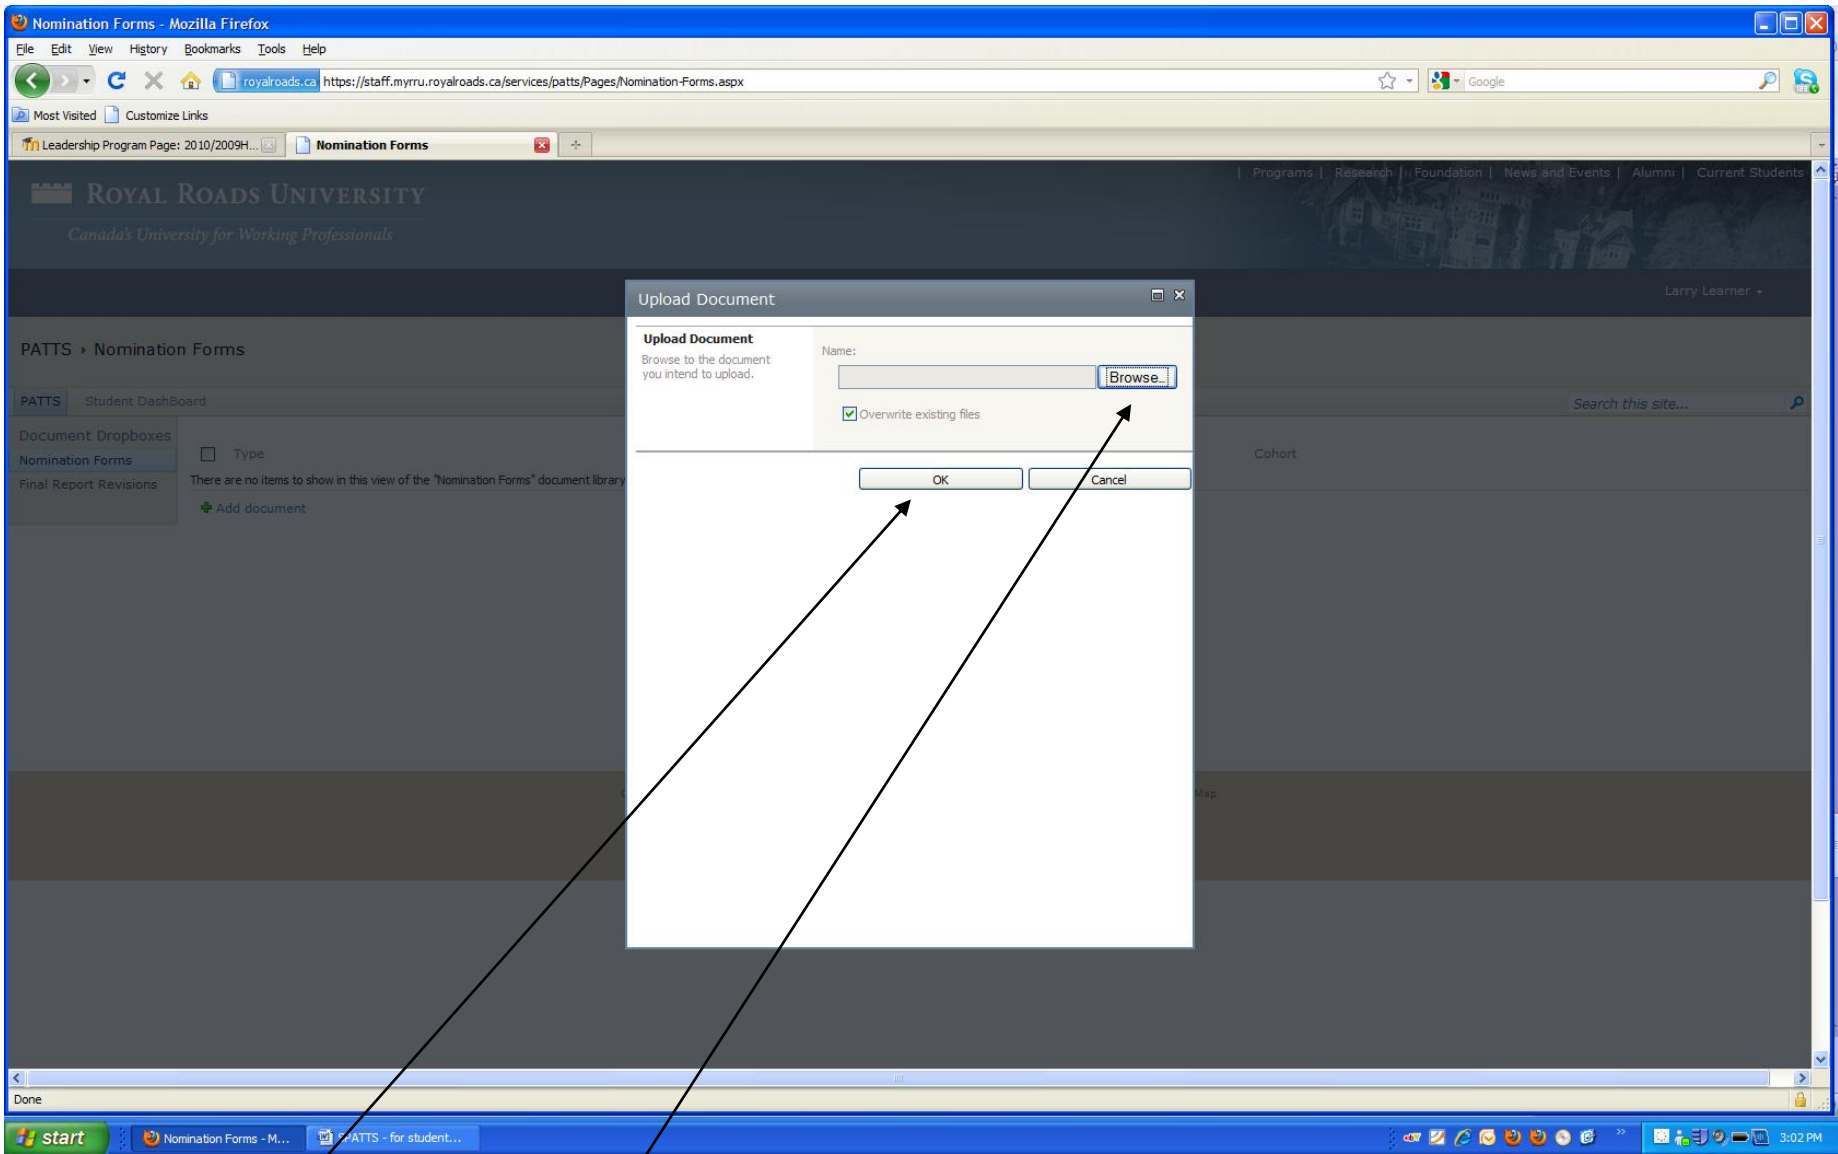 Nomination Forms - Mozilla Firefox
File Edit View History Bookmarks Tools Help
royalroads.ca https://staff.myrru.royalroads.ca/services/patts/Pages/Nomination-Forms.aspx
Google
Most Visited Customize Links
Leadership Program Page: 2010/2009H... Nomination Forms
| Programs | Research | Foundation | News and Events | Alumni | Current Students
ROYAL ROADS UNIVERSITY
Canada's University for Working Professionals
Larry Learner
Upload Document
Upload Document
Browse to the document
you intend to upload.
Name:
Browse...
Overwrite existing files
OK Cancel
PATTS Nomination Forms
PATTS Student DashBoard
Search this site...
Document Dropboxes
Nomination Forms
Final Report Revisions
Type
Cohort
There are no items to show in this view of the "Nomination Forms" document library
Add document
Map
Done
start
Nomination Forms - M...
PATTS - for student...
3:02 PM